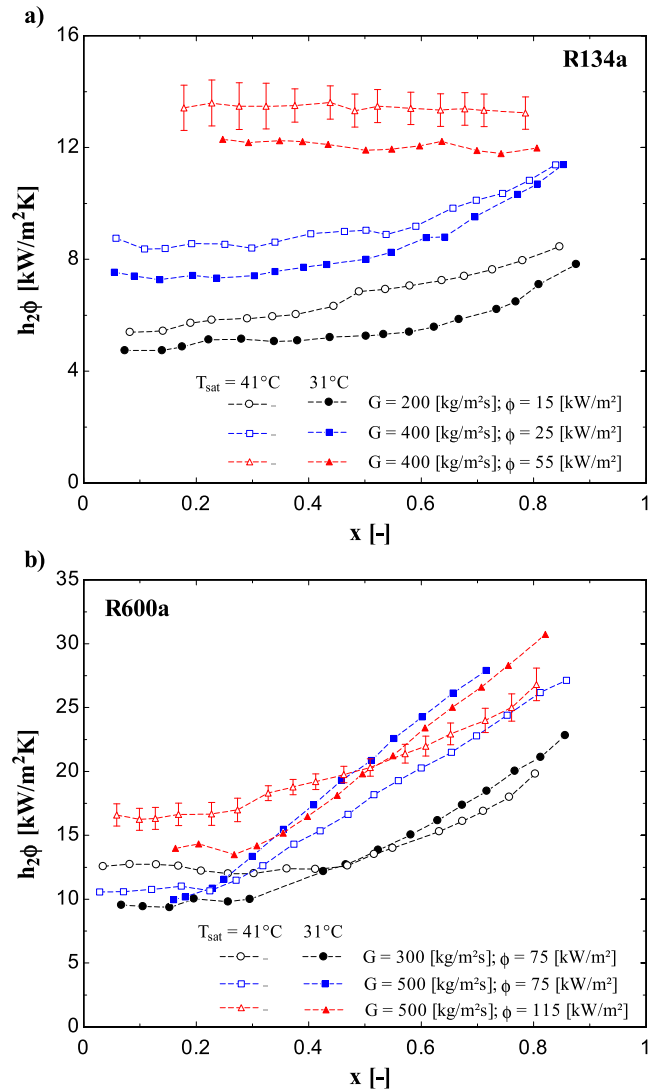 a)
16
R134a
12
8
4
0
h₂ϕ [kW/m²K]
T_sat = 41°C 31°C
G = 200 [kg/m²s]; ϕ = 15 [kW/m²]
G = 400 [kg/m²s]; ϕ = 25 [kW/m²]
G = 400 [kg/m²s]; ϕ = 55 [kW/m²]
0 0.2 0.4 0.6 0.8 1
x [-]
b)
35
R600a
30
25
20
15
10
5
0
h₂ϕ [kW/m²K]
T_sat = 41°C 31°C
G = 300 [kg/m²s]; ϕ = 75 [kW/m²]
G = 500 [kg/m²s]; ϕ = 75 [kW/m²]
G = 500 [kg/m²s]; ϕ = 115 [kW/m²]
0 0.2 0.4 0.6 0.8 1
x [-]